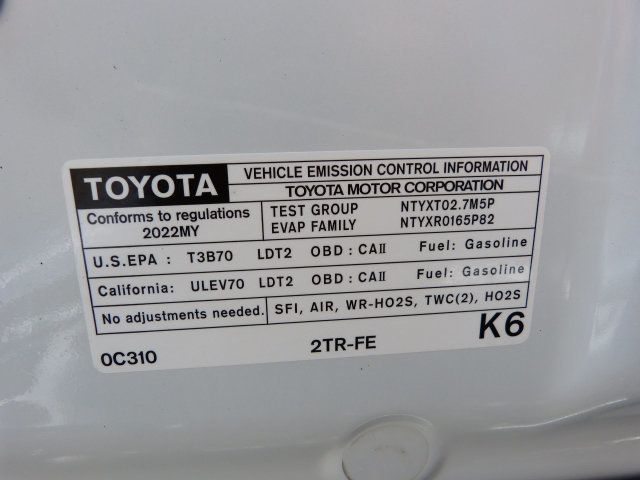 TOYOTA
VEHICLE EMISSION CONTROL INFORMATION
TOYOTA MOTOR CORPORATION
Conforms to regulations
2022MY
TEST GROUP NTYXT02.7M5P
EVAP FAMILY NTYXR0165P82
U.S.EPA : T3B70 LDT2 OBD : CAII Fuel: Gasoline
California: ULEV70 LDT2 OBD : CAII Fuel: Gasoline
No adjustments needed. SFI, AIR, WR-HO2S, TWC(2), HO2S
0C310 2TR-FE K6